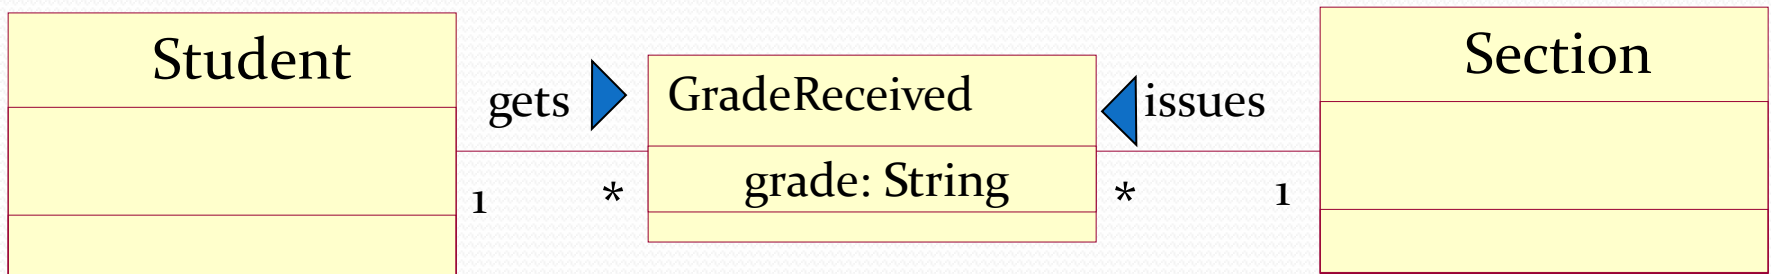 Student
gets
GradeReceived
issues
Section
grade: String
1
*
*
1